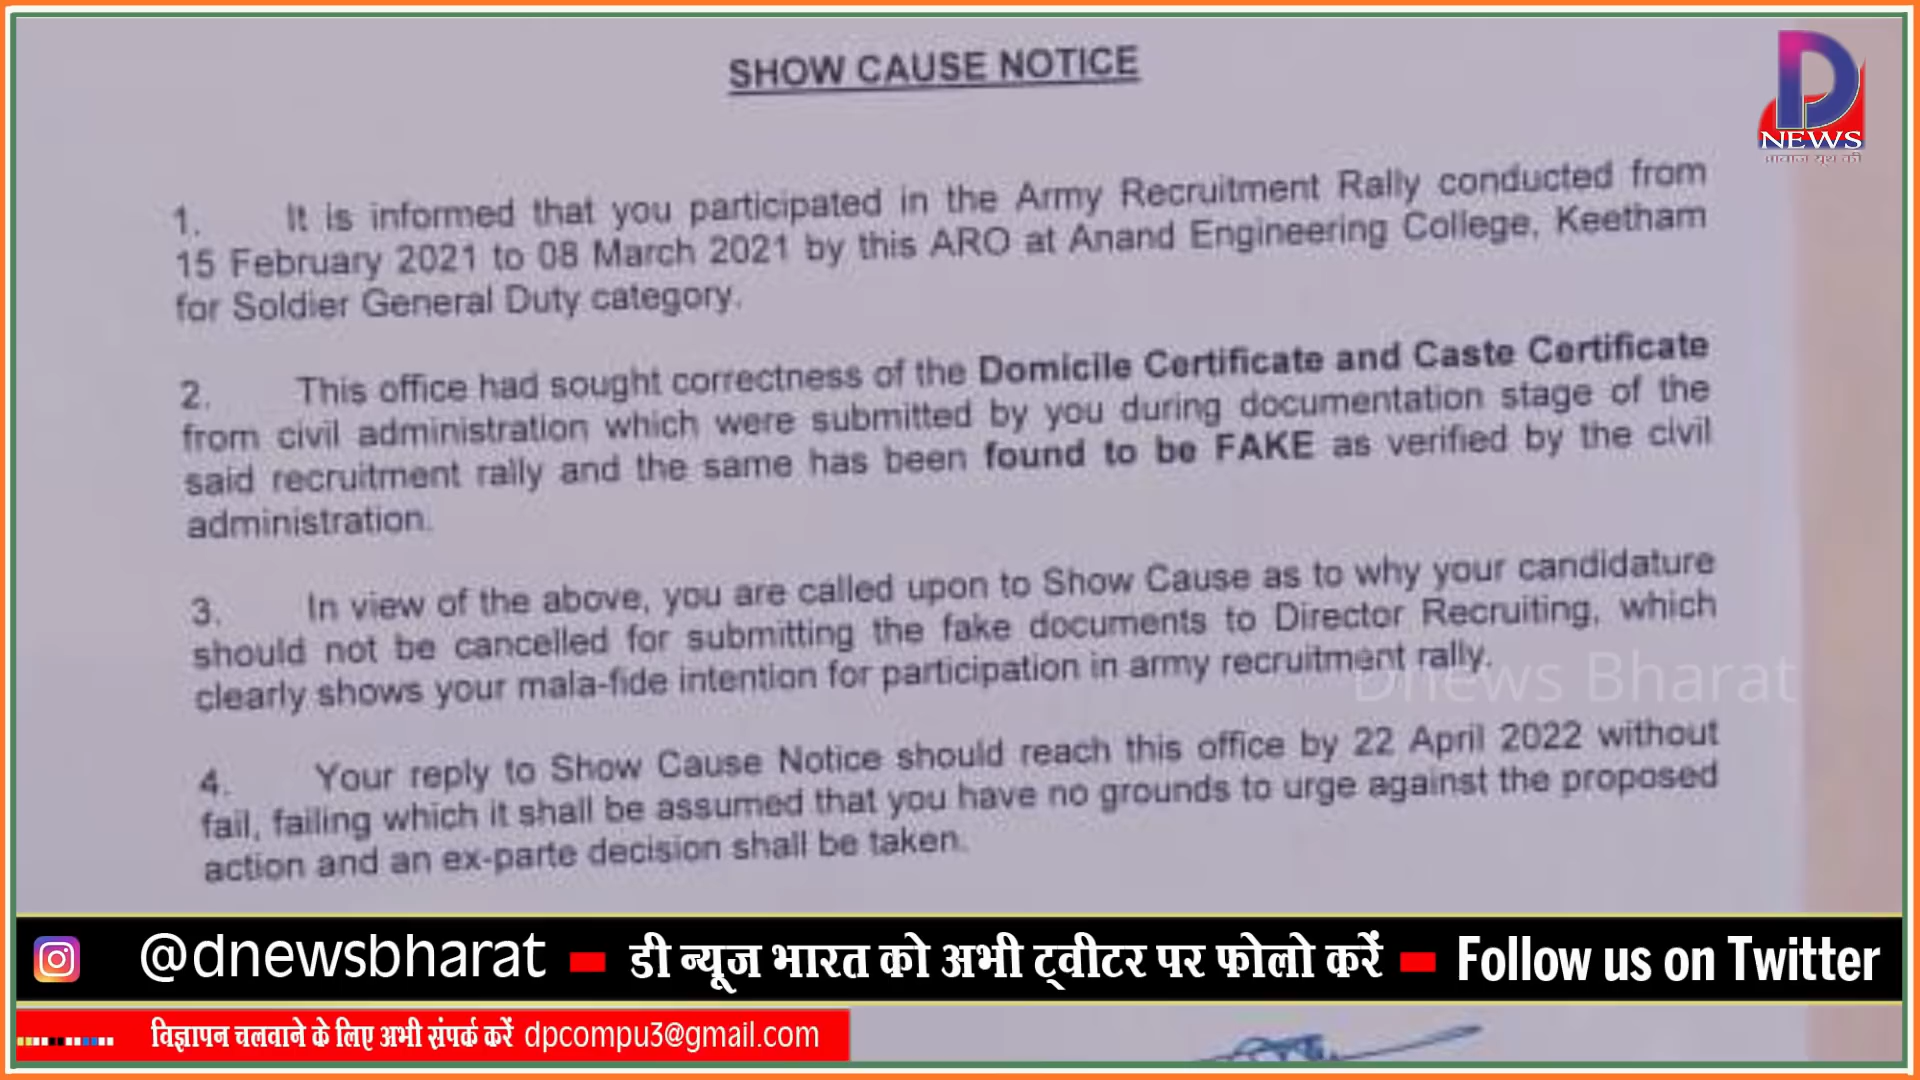 SHOW CAUSE NOTICE
D
NEWS
आवाज यूथ की
1. It is informed that you participated in the Army Recruitment Rally conducted from
15 February 2021 to 08 March 2021 by this ARO at Anand Engineering College, Keetham
for Soldier General Duty category.
2. This office had sought correctness of the Domicile Certificate and Caste Certificate
from civil administration which were submitted by you during documentation stage of the
said recruitment rally and the same has been found to be FAKE as verified by the civil
administration.
3. In view of the above, you are called upon to Show Cause as to why your candidature
should not be cancelled for submitting the fake documents to Director Recruiting, which
clearly shows your mala-fide intention for participation in army recruitment rally.
Dnews Bharat
4. Your reply to Show Cause Notice should reach this office by 22 April 2022 without
fail, failing which it shall be assumed that you have no grounds to urge against the proposed
action and an ex-parte decision shall be taken.
@dnewsbharat - डी न्यूज भारत को अभी ट्वीटर पर फोलो करें - Follow us on Twitter
विज्ञापन चलवाने के लिए अभी संपर्क करें dpcompu3@gmail.com